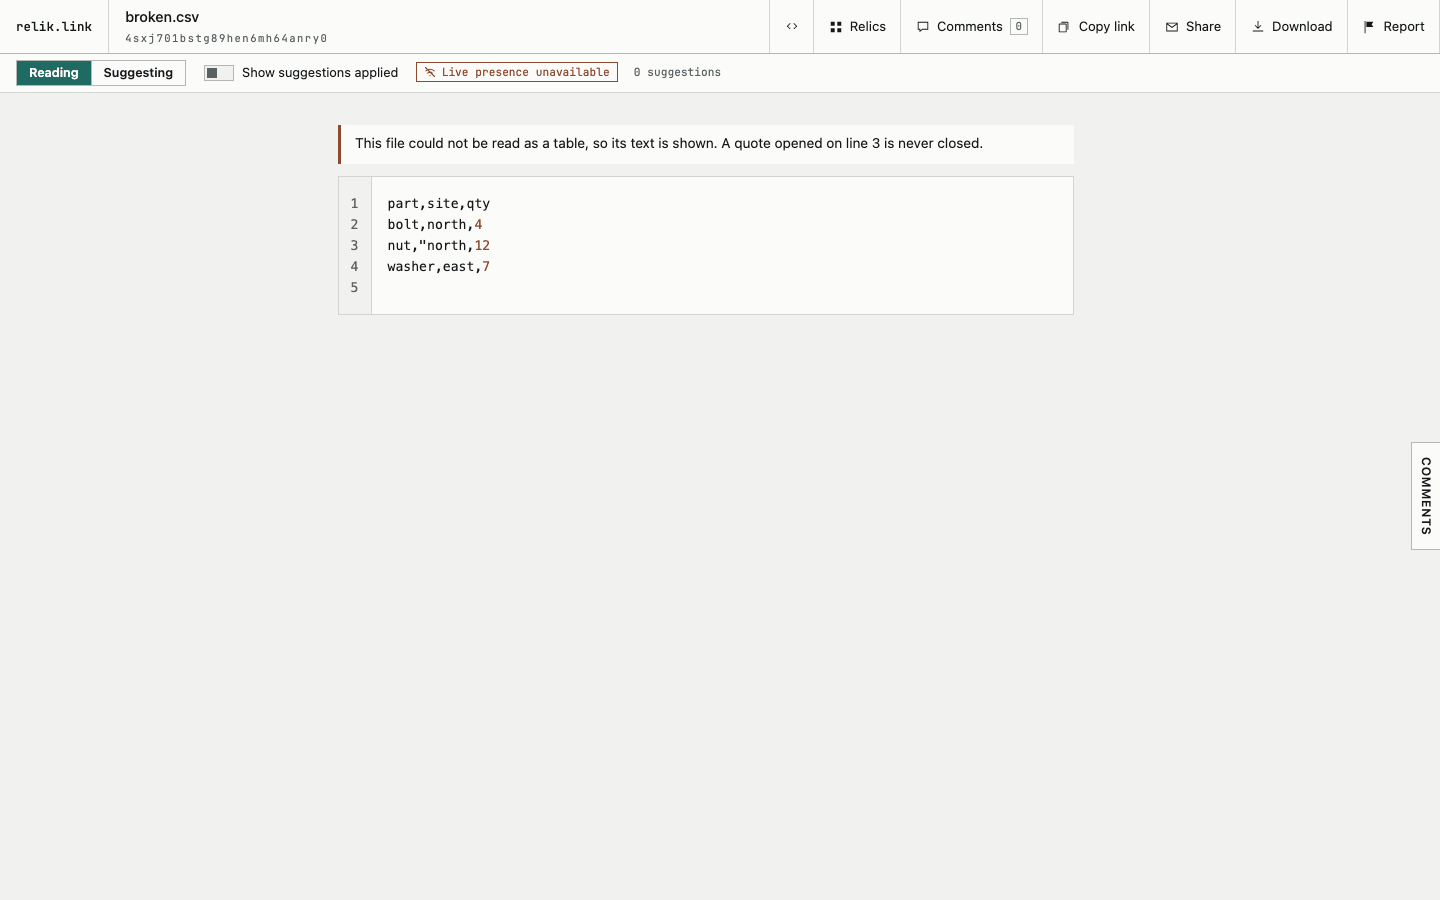 relik.link
broken.csv
4sxj701bstg89hen6mh64anry0
Relics
Comments 0
Copy link
Share
Download
Report
Reading
Suggesting
Show suggestions applied
Live presence unavailable
0 suggestions
This file could not be read as a table, so its text is shown. A quote opened on line 3 is never closed.
1 part,site,qty
2 bolt,north,4
3 nut,"north,12
4 washer,east,7
5
COMMENTS